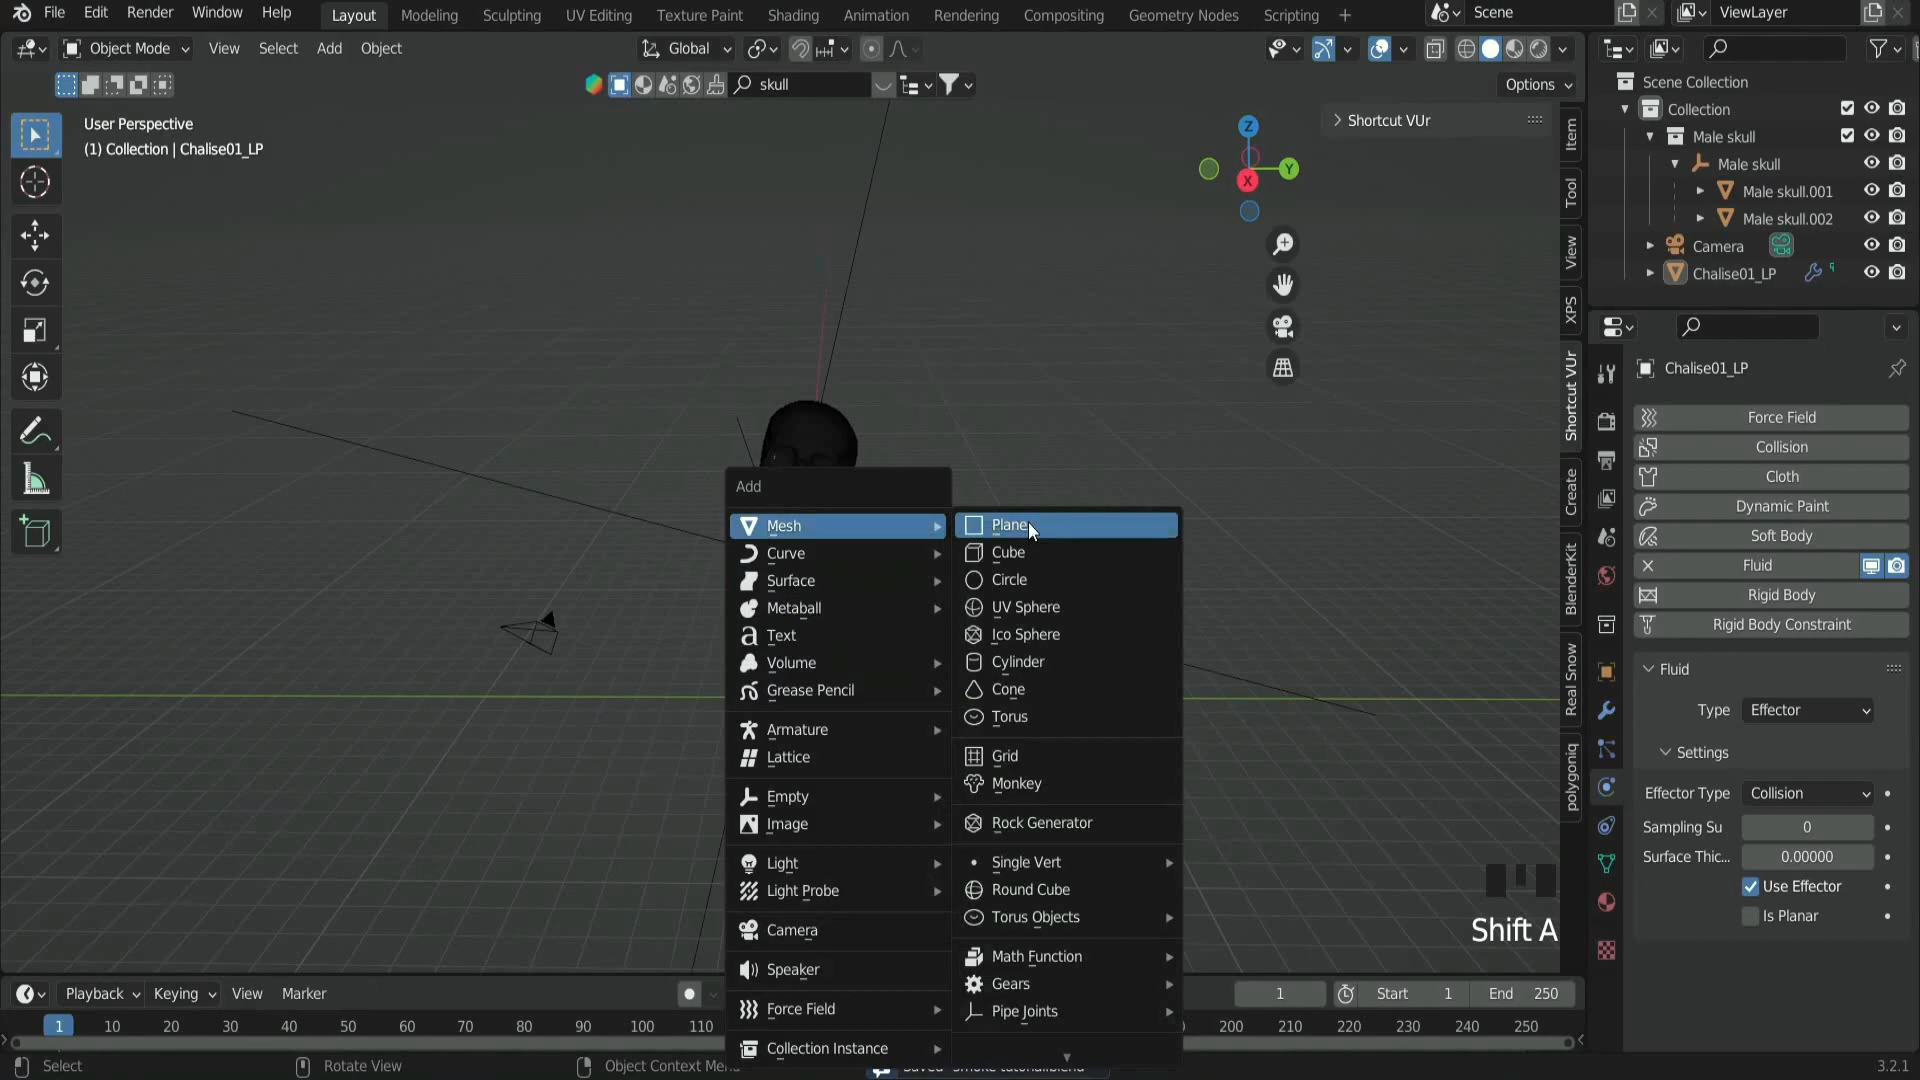 File Edit Render Window Help Layout Modeling Sculpting UV Editing Texture Paint Shading Animation Rendering Compositing Geometry Nodes Scripting + Scene ViewLayer
Object Mode View Select Add Object Global
skull Options
User Perspective
(1) Collection | Chalise01_LP
Z
Y
X
Shortcut VUr
Item
Tool
View
XPS
Shortcut VUr
Create
BlenderKit
Real Snow
polygoniq
Scene Collection
Collection
Male skull
Male skull
Male skull.001
Male skull.002
Camera
Chalise01_LP
Chalise01_LP
Force Field
Collision
Cloth
Dynamic Paint
Soft Body
Fluid
Rigid Body
Rigid Body Constraint
Fluid
Type Effector
Settings
Effector Type Collision
Sampling Su 0
Surface Thic... 0.00000
Use Effector
Is Planar
Add
Mesh
Curve
Surface
Metaball
Text
Volume
Grease Pencil
Armature
Lattice
Empty
Image
Light
Light Probe
Camera
Speaker
Force Field
Collection Instance
Plane
Cube
Circle
UV Sphere
Ico Sphere
Cylinder
Cone
Torus
Grid
Monkey
Rock Generator
Single Vert
Round Cube
Torus Objects
Math Function
Gears
Pipe Joints
Shift A
Playback Keying View Marker 1 Start 1 End 250
1 10 20 30 40 50 60 70 80 90 100 110 200 210 220 230 240 250
Select Rotate View Object Context Men 3.2.1